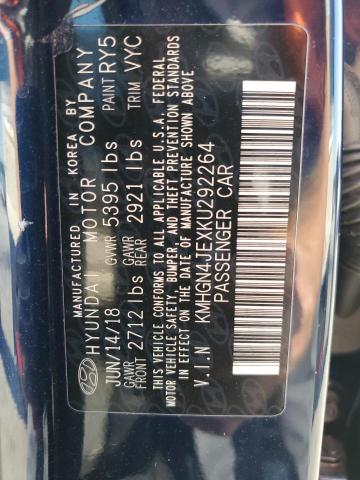 MANUFACTURED IN KOREA BY
HYUNDAI MOTOR COMPANY
JUN/14/18 GVWR 5395 lbs PAINT RY5
GAWR FRONT 2712 lbs GAWR REAR 2921 lbs TRIM VYC
THIS VEHICLE CONFORMS TO ALL APPLICABLE U.S.A. FEDERAL
MOTOR VEHICLE SAFETY, BUMPER, AND THEFT PREVENTION STANDARDS
IN EFFECT ON THE DATE OF MANUFACTURE SHOWN ABOVE
V.I.N KMHGN4JEXKU292264
PASSENGER CAR